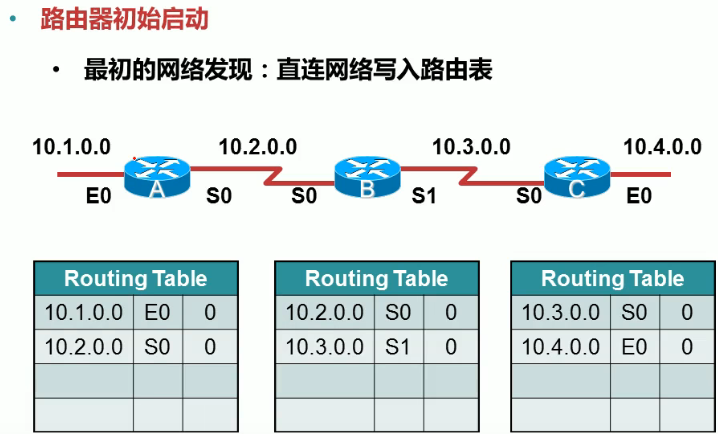 • 路由器初始启动
• 最初的网络发现：直连网络写入路由表
10.1.0.0 10.2.0.0 10.3.0.0 10.4.0.0
A B C
E0 S0 S0 S1 S0 E0
Routing Table
10.1.0.0 E0 0
10.2.0.0 S0 0
Routing Table
10.2.0.0 S0 0
10.3.0.0 S1 0
Routing Table
10.3.0.0 S0 0
10.4.0.0 E0 0